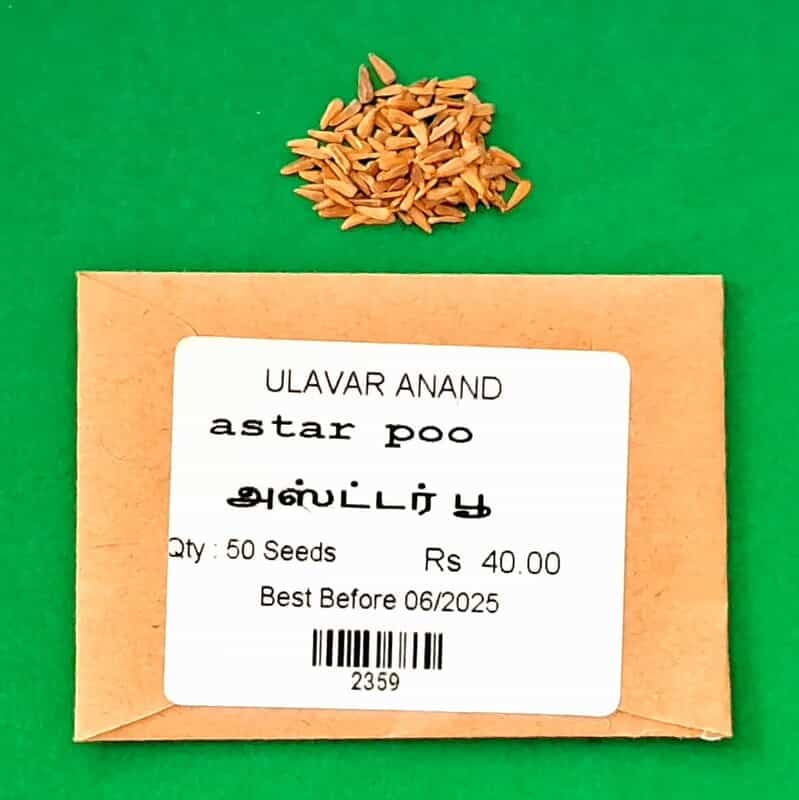 ULAVAR ANAND
astar poo
அஸ்ட்டர் பூ
Qty : 50 Seeds Rs 40.00
Best Before 06/2025
2359